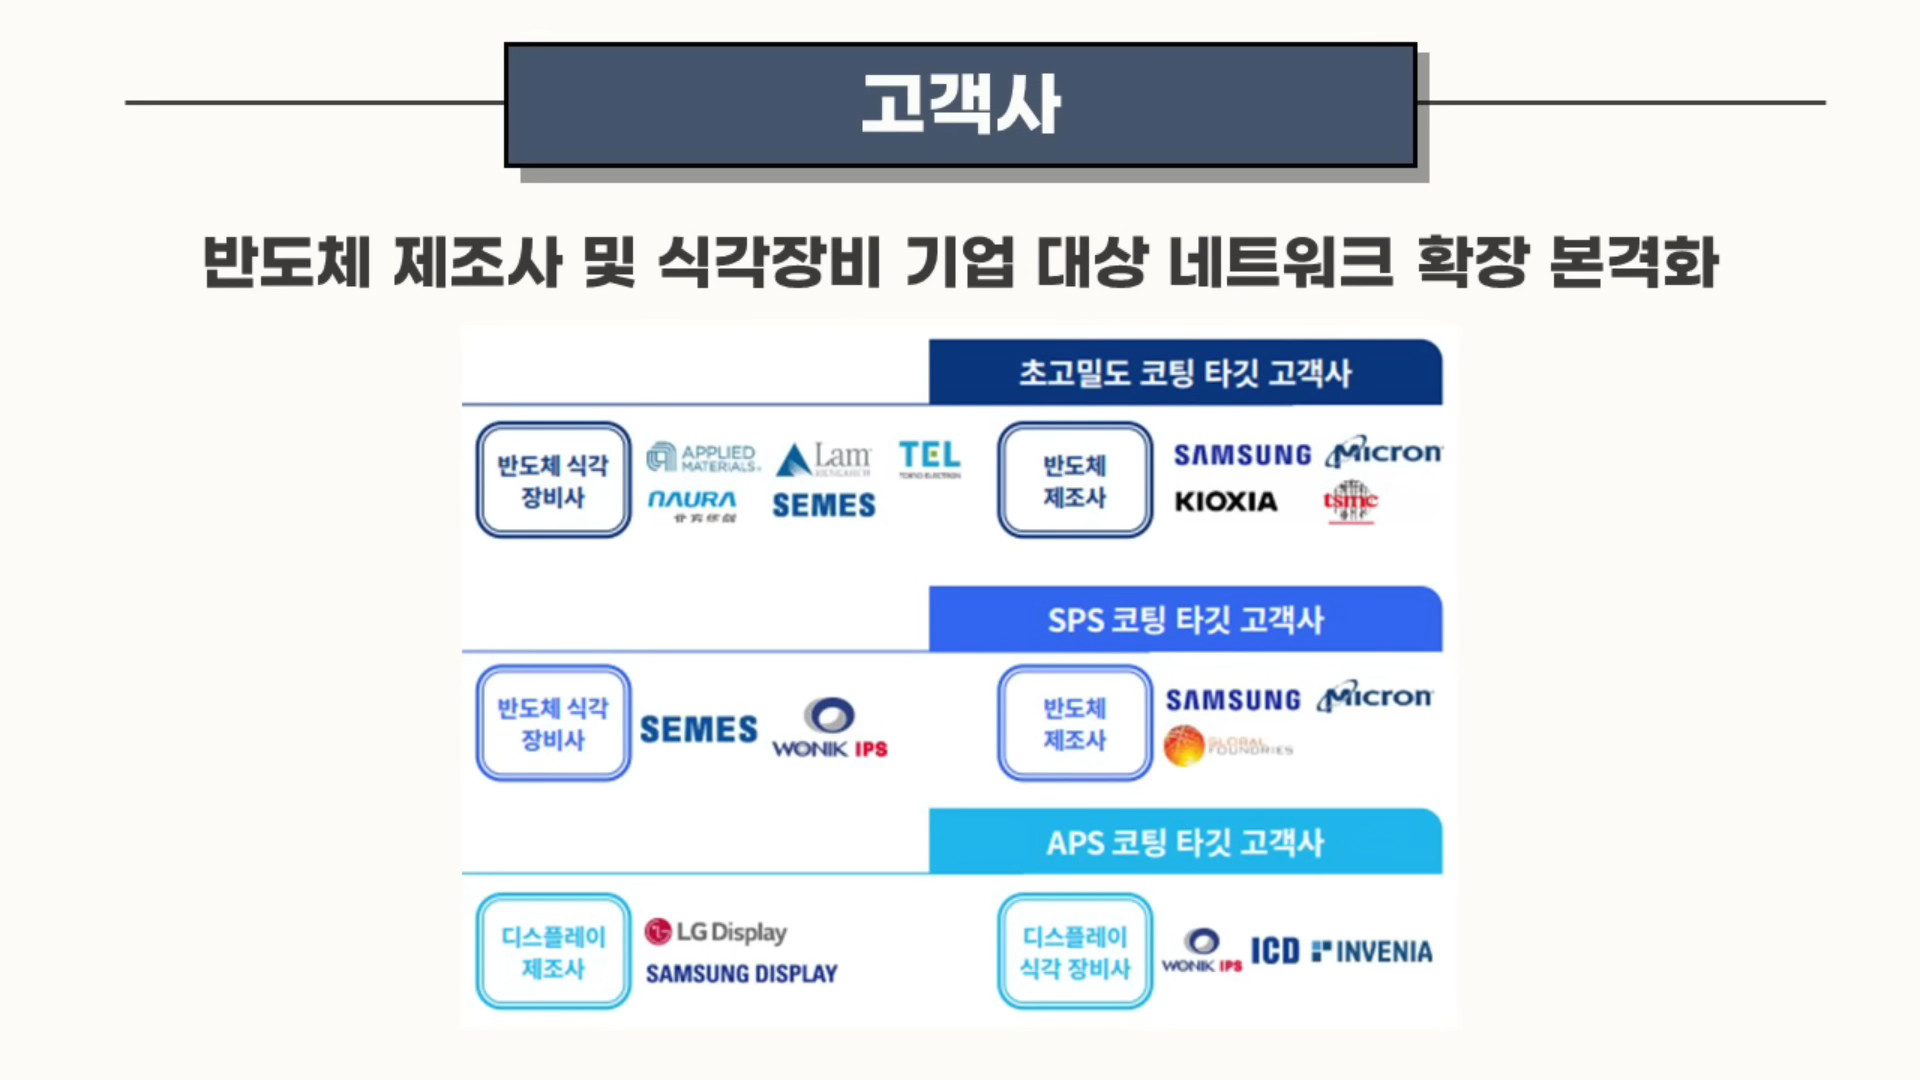 고객사
반도체 제조사 및 식각장비 기업 대상 네트워크 확장 본격화
초고밀도 코팅 타깃 고객사
반도체 식각
장비사
APPLIED
MATERIALS
Lam
RESEARCH
TEL
TOKYO ELECTRON
NAURA
SEMES
반도체
제조사
SAMSUNG
Micron
KIOXIA
tsmc
SPS 코팅 타깃 고객사
반도체 식각
장비사
SEMES
WONIK IPS
반도체
제조사
SAMSUNG
Micron
GLOBAL
FOUNDRIES
APS 코팅 타깃 고객사
디스플레이
제조사
LG Display
SAMSUNG DISPLAY
디스플레이
식각 장비사
WONIK IPS
ICD
INVENIA